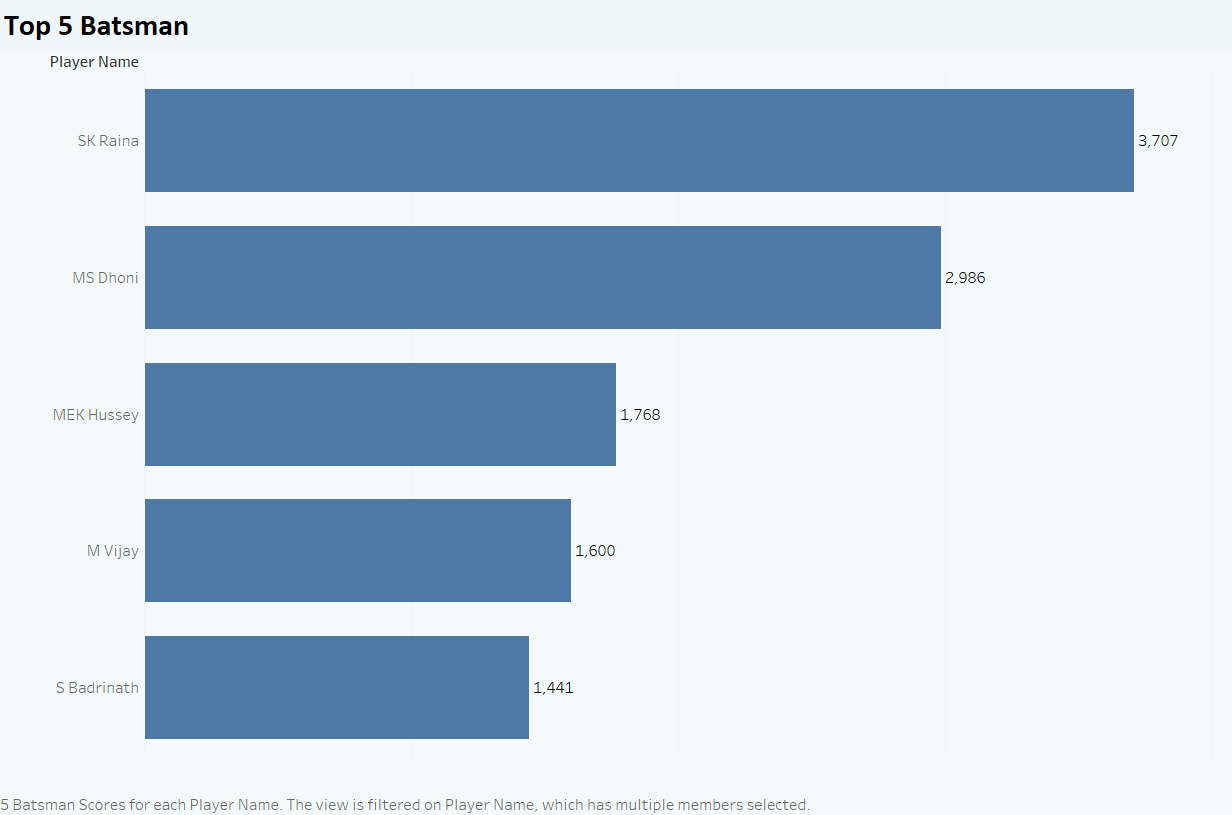 Top 5 Batsman
Player Name
SK Raina 3,707
MS Dhoni 2,986
MEK Hussey 1,768
M Vijay 1,600
S Badrinath 1,441
5 Batsman Scores for each Player Name. The view is filtered on Player Name, which has multiple members selected.